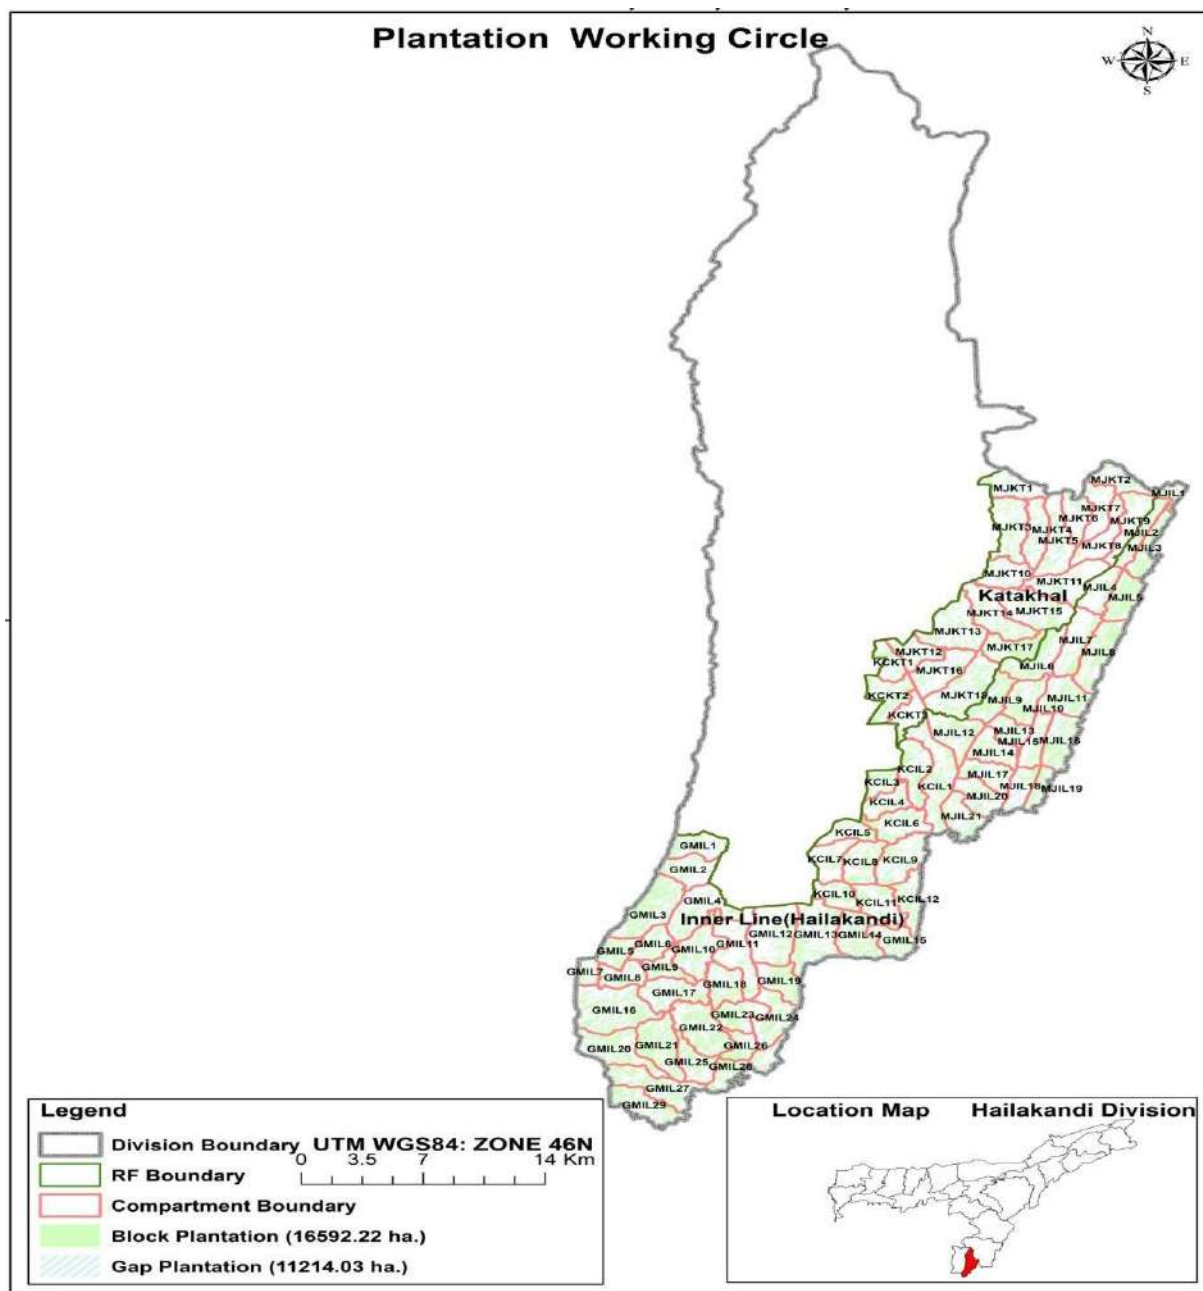 Plantation Working Circle
N
W E
S
MJKT1
MJKT2
MJIL1
MJKT7
MJKT6
MJKT9
MJKT3
MJKT4
MJIL2
MJKT5
MJKT8
MJIL3
MJKT10
MJKT11
MJIL4
Katakhal
MJIL5
MJKT14
MJKT15
MJKT13
MJIL7
MJKT12
MJKT17
MJIL8
KCKT1
MJKT16
MJIL6
KCKT2
MJKT18
MJIL9
MJIL11
MJIL10
KCKT3
MJIL12
MJIL13
MJIL15
MJIL16
MJIL14
KCIL2
KCIL3
KCIL1
MJIL17
MJIL18
MJIL19
KCIL4
MJIL20
KCIL6
MJIL21
KCIL5
GMIL1
KCIL7
KCIL8
KCIL9
GMIL2
KCIL10
KCIL11
KCIL12
GMIL4
GMIL3
Inner Line(Hailakandi)
GMIL12
GMIL13
GMIL14
GMIL15
GMIL5
GMIL6
GMIL10
GMIL11
GMIL7
GMIL8
GMIL9
GMIL17
GMIL18
GMIL19
GMIL16
GMIL23
GMIL24
GMIL22
GMIL20
GMIL21
GMIL26
GMIL25
GMIL28
GMIL27
GMIL29
Legend
Division Boundary UTM WGS84: ZONE 46N
0 3.5 7 14 Km
RF Boundary
Compartment Boundary
Block Plantation (16592.22 ha.)
Gap Plantation (11214.03 ha.)
Location Map Hailakandi Division